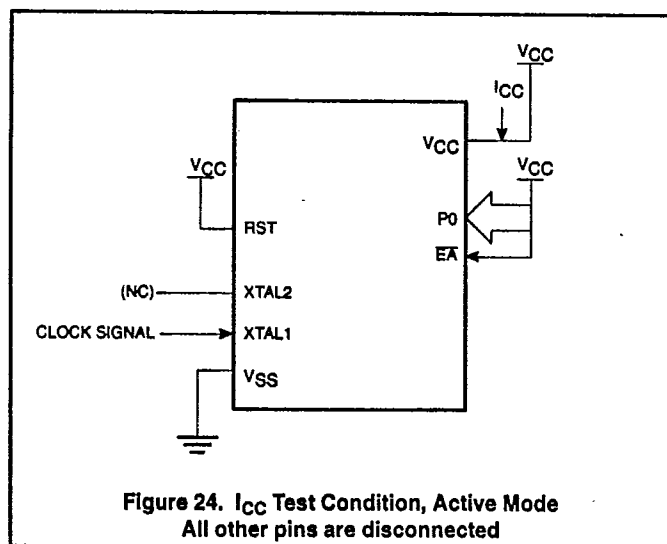 VCC
ICC
VCC
VCC
VCC
P0
RST
EA
(NC)
XTAL2
CLOCK SIGNAL
XTAL1
VSS
Figure 24. ICC Test Condition, Active Mode
All other pins are disconnected